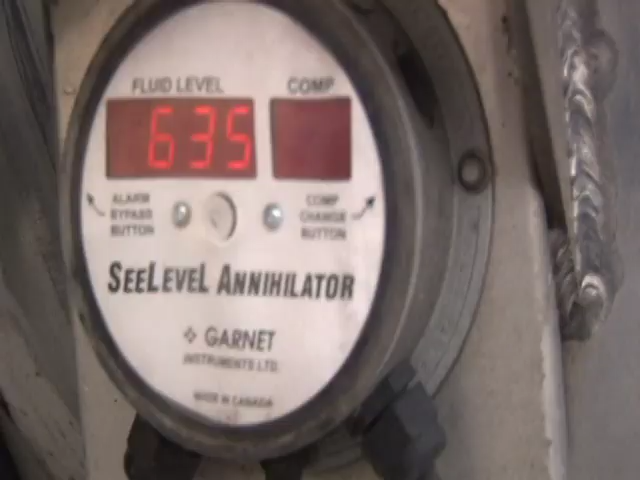 FLUID LEVEL COMP
635
ALARM BYPASS BUTTON
COMP CHANGE BUTTON
SEELEVEL ANNIHILATOR
GARNET
INSTRUMENTS LTD.
MADE IN CANADA